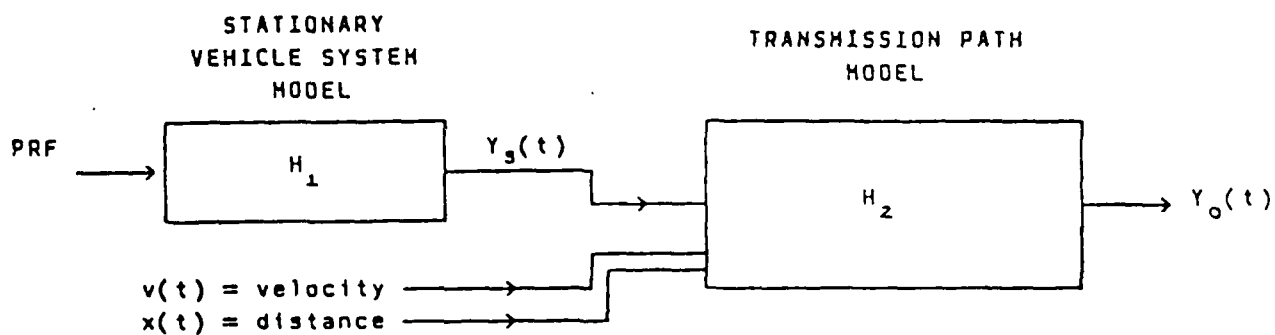 STATIONARY
VEHICLE SYSTEM
MODEL
TRANSMISSION PATH
MODEL
PRF
H₁
Yₛ(t)
H₂
Yₒ(t)
v(t) = velocity
x(t) = distance